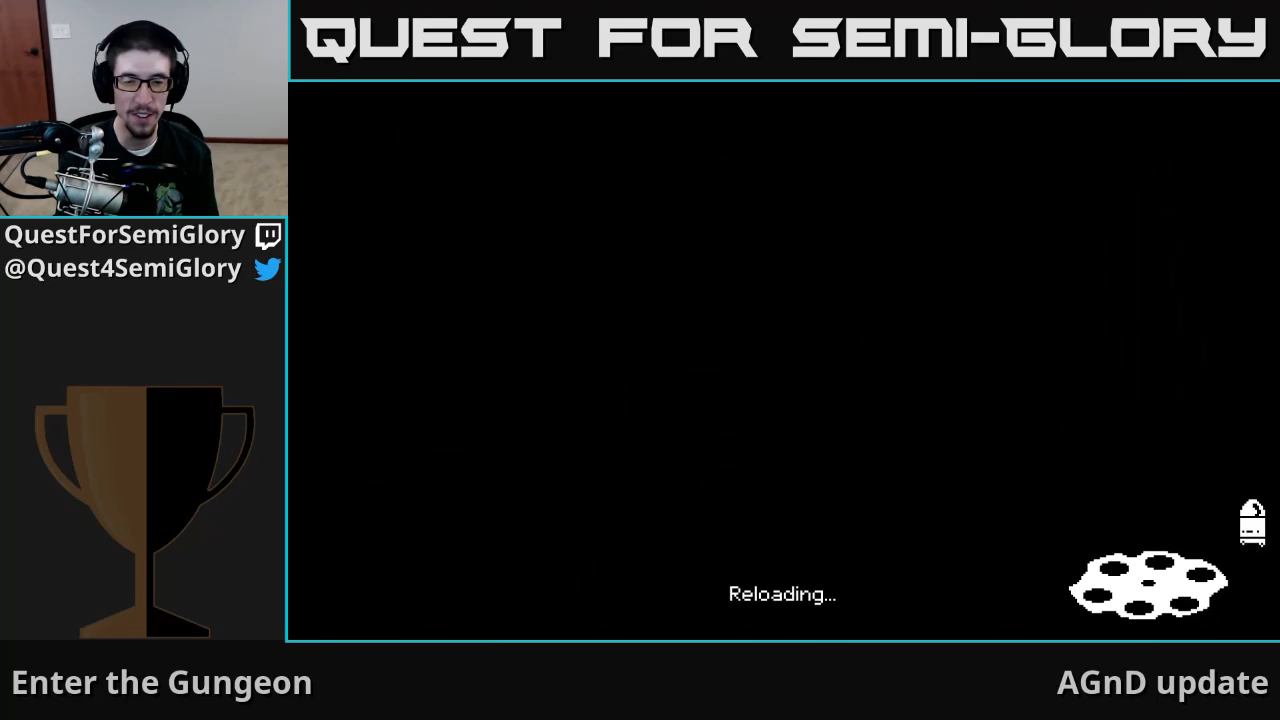 QUEST FOR SEMI-GLORY
QuestForSemiGlory
@Quest4SemiGlory
Reloading...
Enter the Gungeon
AGnD update